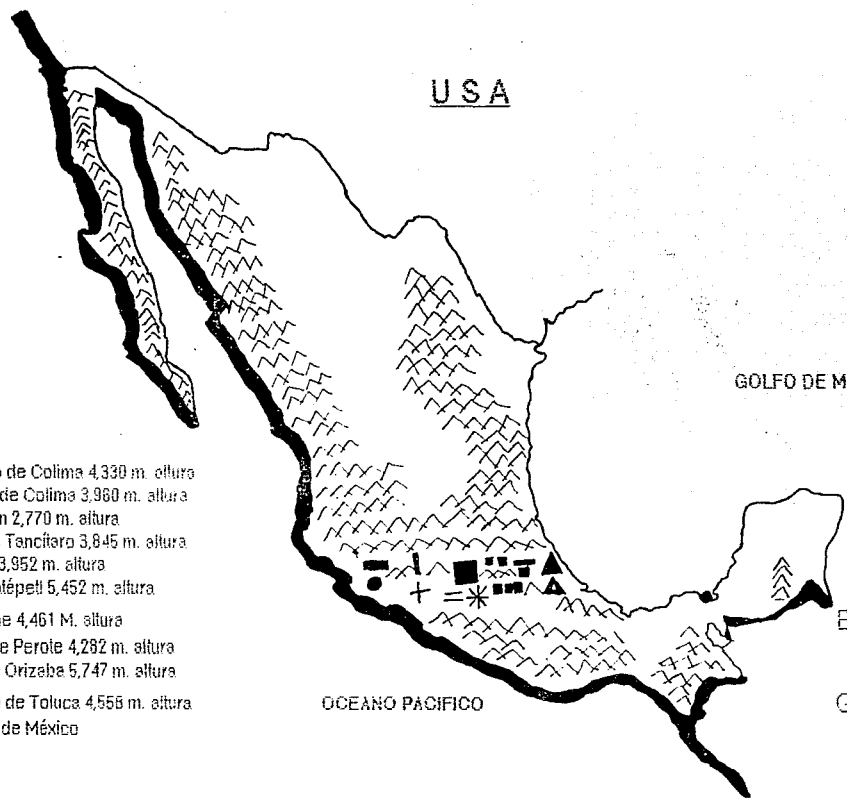 USA
GOLFO DE M
de Colima 4,330 m. altura
de Colima 3,960 m. altura
2,770 m. altura
Tancítaro 3,845 m. altura
3,952 m. altura
5,452 m. altura
4,461 M. altura
e Perote 4,282 m. altura
Orizaba 5,747 m. altura
de Toluca 4,558 m. altura
de México
OCEANO PACIFICO